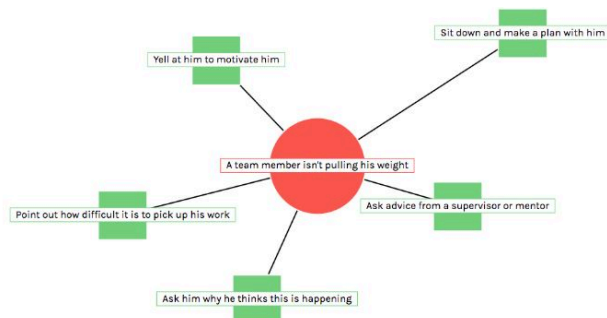 Sit down and make a plan with him
Yell at him to motivate him
A team member isn't pulling his weight
Ask advice from a supervisor or mentor
Point out how difficult it is to pick up his work
Ask him why he thinks this is happening